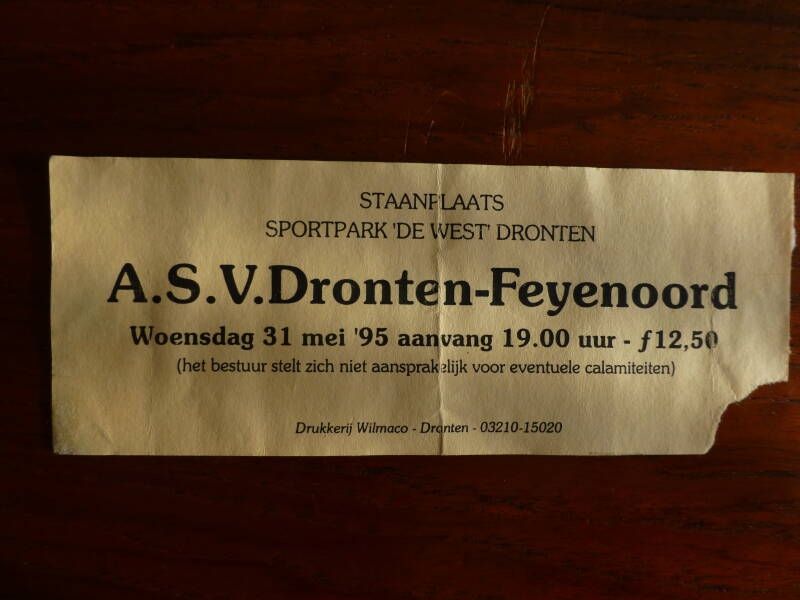 STAANPLAATS
SPORTPARK 'DE WEST' DRONTEN
A.S.V.Dronten-Feyenoord
Woensdag 31 mei '95 aanvang 19.00 uur - ƒ12,50
(het bestuur stelt zich niet aansprakelijk voor eventuele calamiteiten)
Drukkerij Wilmaco - Dronten - 03210-15020